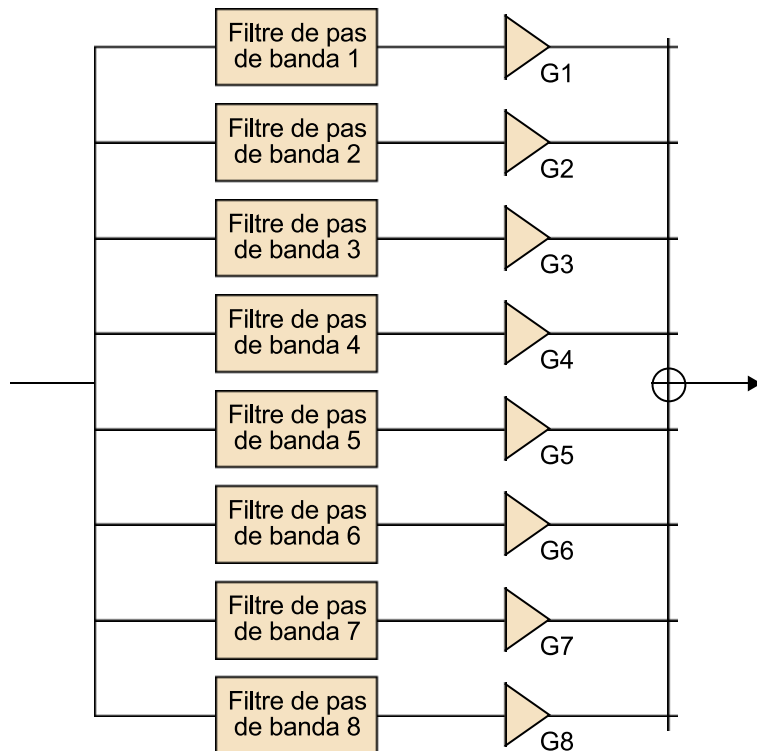 Filtre de pas
de banda 1
G1
Filtre de pas
de banda 2
G2
Filtre de pas
de banda 3
G3
Filtre de pas
de banda 4
G4
Filtre de pas
de banda 5
G5
Filtre de pas
de banda 6
G6
Filtre de pas
de banda 7
G7
Filtre de pas
de banda 8
G8